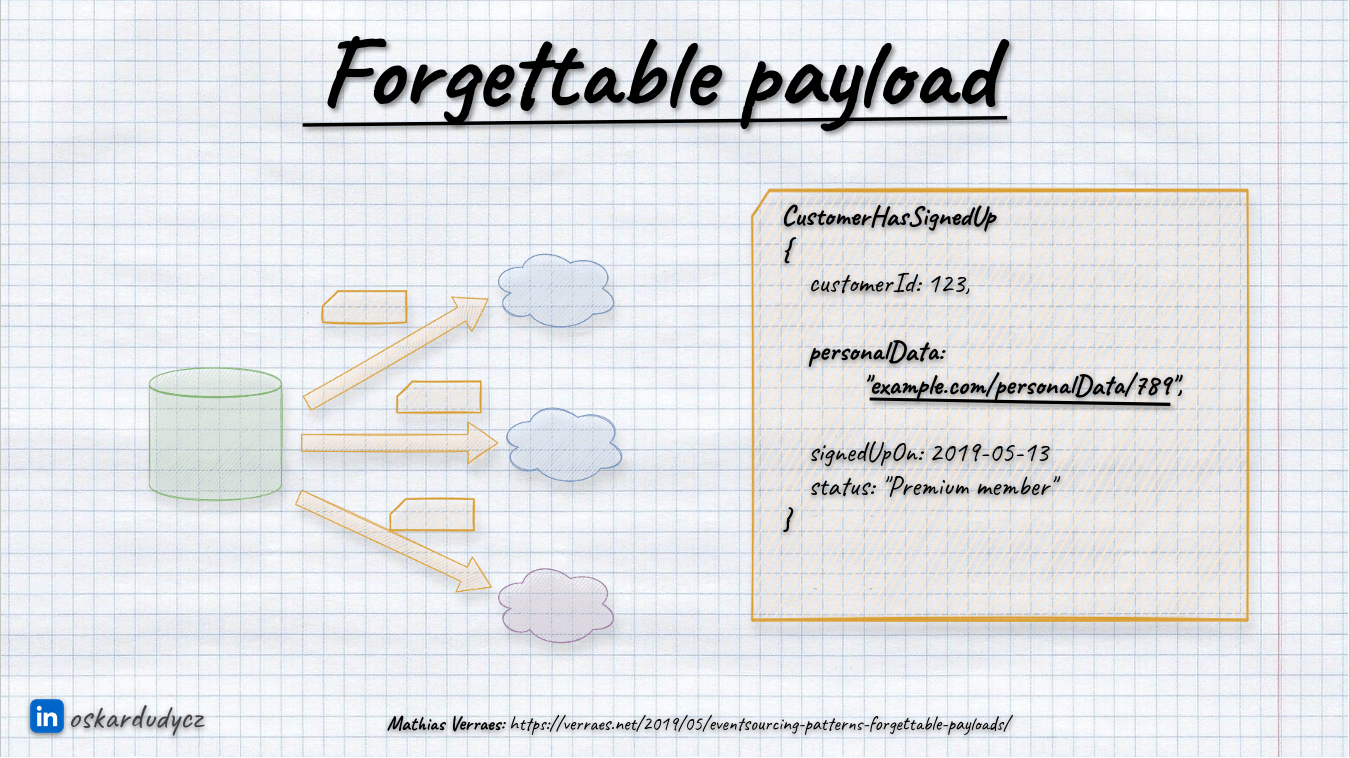 Forgettable payload
CustomerHasSignedUp
{
customerId: 123,
personalData:
"example.com/personalData/789",
signedUpOn: 2019-05-13
status: "Premium member"
}
in oskardudycz
Mathias Verraes: https://verraes.net/2019/05/eventsourcing-patterns-forgettable-payloads/